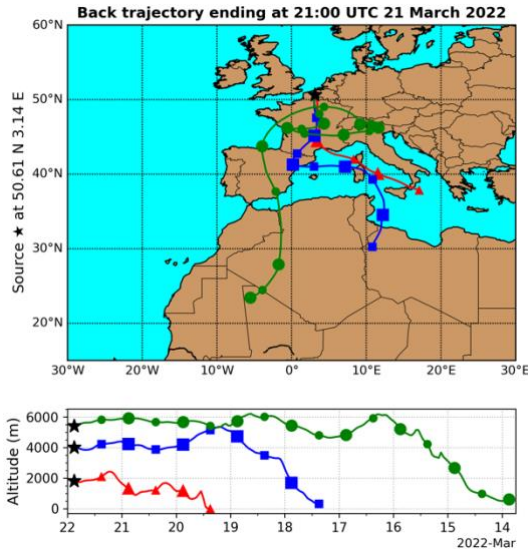 Back trajectory ending at 21:00 UTC 21 March 2022
60°N
50°N
40°N
30°N
20°N
Source ★ at 50.61 N 3.14 E
30°W 20°W 10°W 0° 10°E 20°E 30°E
6000
4000
2000
0
Altitude (m)
22 21 20 19 18 17 16 15 14
2022-Mar